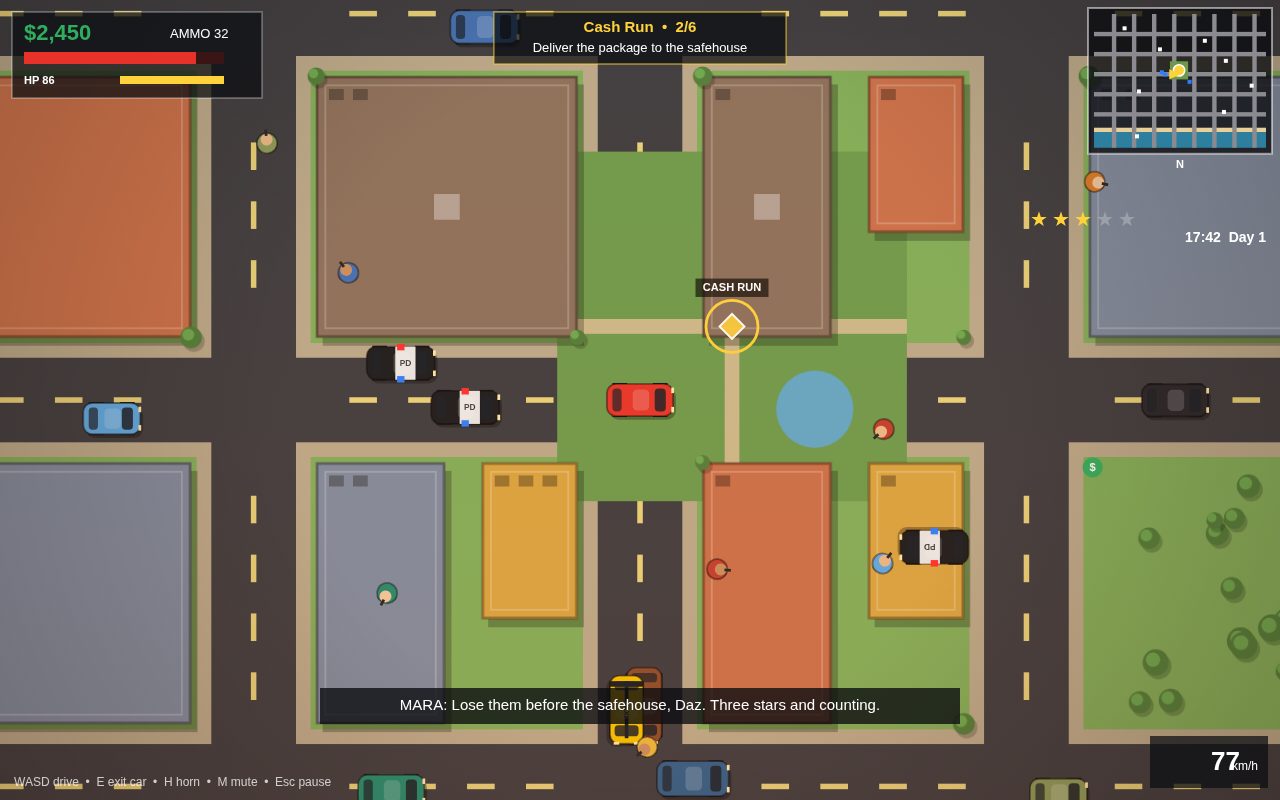 $2,450
AMMO 32
HP 86
Cash Run • 2/6
Deliver the package to the safehouse
N
17:42 Day 1
CASH RUN
PD
PD
$
PD
MARA: Lose them before the safehouse, Daz. Three stars and counting.
WASD drive • E exit car • H horn • M mute • Esc pause
77 km/h